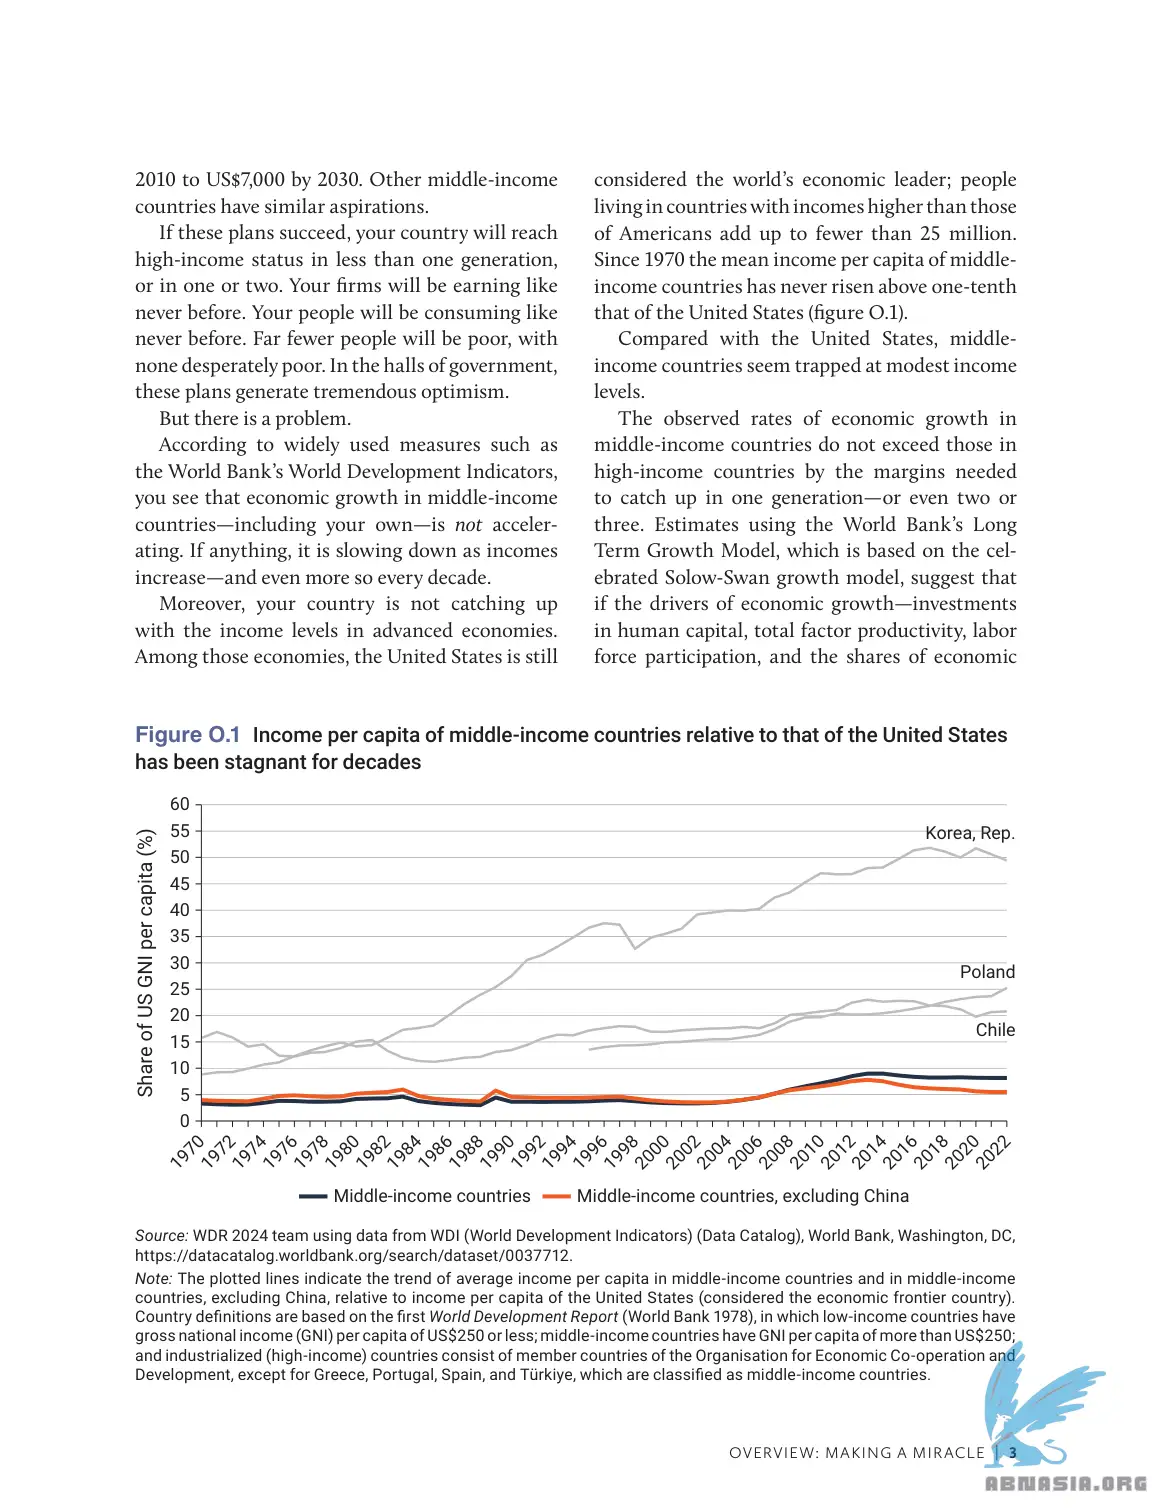 2010 to US$7,000 by 2030. Other middle-income
countries have similar aspirations.
If these plans succeed, your country will reach
high-income status in less than one generation,
or in one or two. Your firms will be earning like
never before. Your people will be consuming like
never before. Far fewer people will be poor, with
none desperately poor. In the halls of government,
these plans generate tremendous optimism.
But there is a problem.
According to widely used measures such as
the World Bank’s World Development Indicators,
you see that economic growth in middle-income
countries—including your own—is not acceler-
ating. If anything, it is slowing down as incomes
increase—and even more so every decade.
Moreover, your country is not catching up
with the income levels in advanced economies.
Among those economies, the United States is still
considered the world’s economic leader; people
living in countries with incomes higher than those
of Americans add up to fewer than 25 million.
Since 1970 the mean income per capita of middle-
income countries has never risen above one-tenth
that of the United States (figure O.1).
Compared with the United States, middle-
income countries seem trapped at modest income
levels.
The observed rates of economic growth in
middle-income countries do not exceed those in
high-income countries by the margins needed
to catch up in one generation—or even two or
three. Estimates using the World Bank’s Long
Term Growth Model, which is based on the cel-
ebrated Solow-Swan growth model, suggest that
if the drivers of economic growth—investments
in human capital, total factor productivity, labor
force participation, and the shares of economic
Figure O.1 Income per capita of middle-income countries relative to that of the United States
has been stagnant for decades
Share of US GNI per capita (%)
60
55
50
45
40
35
30
25
20
15
10
5
0
Korea, Rep.
Poland
Chile
1970 1972 1974 1976 1978 1980 1982 1984 1986 1988 1990 1992 1994 1996 1998 2000 2002 2004 2006 2008 2010 2012 2014 2016 2018 2020 2022
Middle-income countries Middle-income countries, excluding China
Source: WDR 2024 team using data from WDI (World Development Indicators) (Data Catalog), World Bank, Washington, DC,
https://datacatalog.worldbank.org/search/dataset/0037712.
Note: The plotted lines indicate the trend of average income per capita in middle-income countries and in middle-income
countries, excluding China, relative to income per capita of the United States (considered the economic frontier country).
Country definitions are based on the first World Development Report (World Bank 1978), in which low-income countries have
gross national income (GNI) per capita of US$250 or less; middle-income countries have GNI per capita of more than US$250;
and industrialized (high-income) countries consist of member countries of the Organisation for Economic Co-operation and
Development, except for Greece, Portugal, Spain, and Türkiye, which are classified as middle-income countries.
OVERVIEW: MAKING A MIRACLE | 3
ABNASIA.ORG